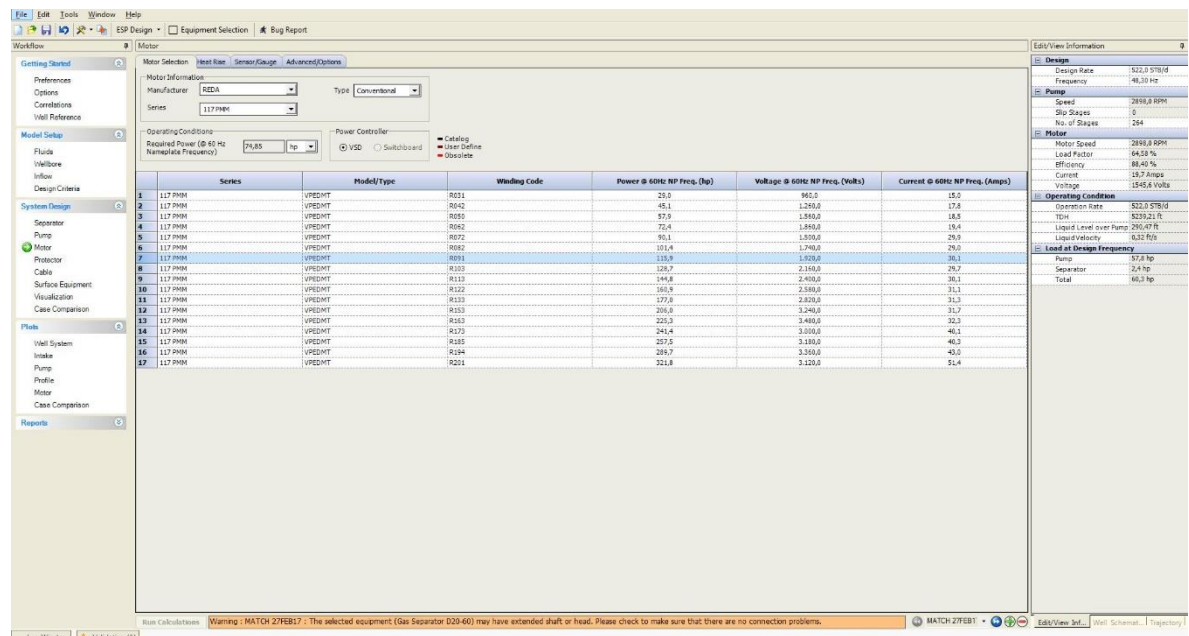 File Edit Tools Window Help
ESP Design Equipment Selection Bug Report
Workflow
Getting Started
Preferences
Options
Correlations
Well Reference
Model Setup
Fluids
Wellbore
Inflow
Design Criteria
System Design
Separator
Pump
Motor
Protector
Cable
Surface Equipment
Visualization
Case Comparison
Plots
Well System
Intake
Pump
Profile
Motor
Case Comparison
Reports
Motor
Motor Selection Heat Rise Sensor/Gauge Advanced/Options
Motor Information
Manufacturer REDA Type Conventional
Series 117 PMM
Operating Conditions
Required Power (@ 60 Hz Nameplate Frequency) 74,85 hp
Power Controller
VSD Switchboard
Catalog
User Define
Obsolete
Series Model/Type Winding Code Power @ 60Hz NP Freq. (hp) Voltage @ 60Hz NP Freq. (Volts) Current @ 60Hz NP Freq. (Amps)
1 117 PMM VPEDMT R031 29,0 960,0 15,0
2 117 PMM VPEDMT R042 45,1 1.260,0 17,8
3 117 PMM VPEDMT R050 57,9 1.560,0 18,5
4 117 PMM VPEDMT R062 72,4 1.860,0 19,4
5 117 PMM VPEDMT R072 90,1 1.500,0 29,9
6 117 PMM VPEDMT R082 101,4 1.740,0 29,0
7 117 PMM VPEDMT R091 115,9 1.920,0 30,1
8 117 PMM VPEDMT R103 128,7 2.160,0 29,7
9 117 PMM VPEDMT R113 144,8 2.400,0 30,1
10 117 PMM VPEDMT R122 160,9 2.580,0 31,1
11 117 PMM VPEDMT R133 177,0 2.820,0 31,3
12 117 PMM VPEDMT R153 206,0 3.240,0 31,7
13 117 PMM VPEDMT R163 225,3 3.480,0 32,3
14 117 PMM VPEDMT R173 241,4 3.000,0 40,1
15 117 PMM VPEDMT R185 257,5 3.180,0 40,3
16 117 PMM VPEDMT R194 289,7 3.360,0 43,0
17 117 PMM VPEDMT R201 321,8 3.120,0 51,4
Run Calculations Warning : MATCH 27FEB17 : The selected equipment (Gas Separator D20-60) may have extended shaft or head. Please check to make sure that there are no connection problems. MATCH 27FEB1
Edit/View Information
Design
Design Rate 522,0 STB/d
Frequency 48,30 Hz
Pump
Speed 2898,0 RPM
Slip Stages 0
No. of Stages 264
Motor
Motor Speed 2898,0 RPM
Load Factor 64,58 %
Efficiency 88,40 %
Current 19,7 Amps
Voltage 1545,6 Volts
Operating Condition
Operation Rate 522,0 STB/d
TDH 5239,21 ft
Liquid Level over Pump 290,47 ft
Liquid Velocity 0,32 ft/s
Load at Design Frequency
Pump 57,8 hp
Separator 2,4 hp
Total 60,3 hp
Edit/View Inf... Well Schemat... Trajectory